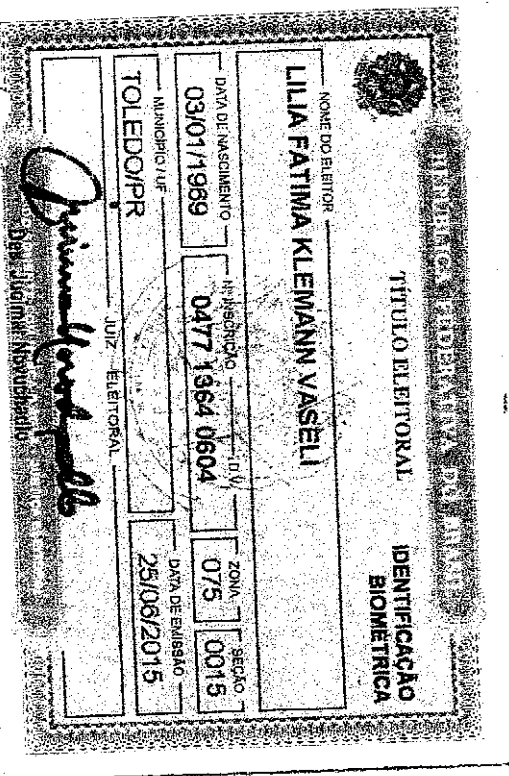 REPÚBLICA FEDERATIVA DO BRASIL
TÍTULO ELEITORAL
IDENTIFICAÇÃO
BIOMÉTRICA
NOME DO ELEITOR
LILIA FATIMA KLEMANN VASELI
DATA DE NASCIMENTO
Nº INSCRIÇÃO
D.V.
ZONA
SEÇÃO
03/01/1969
0477 1364 0604
075
0015
MUNICÍPIO / UF
DATA DE EMISSÃO
TOLEDO/PR
25/06/2015
JUIZ ELEITORAL